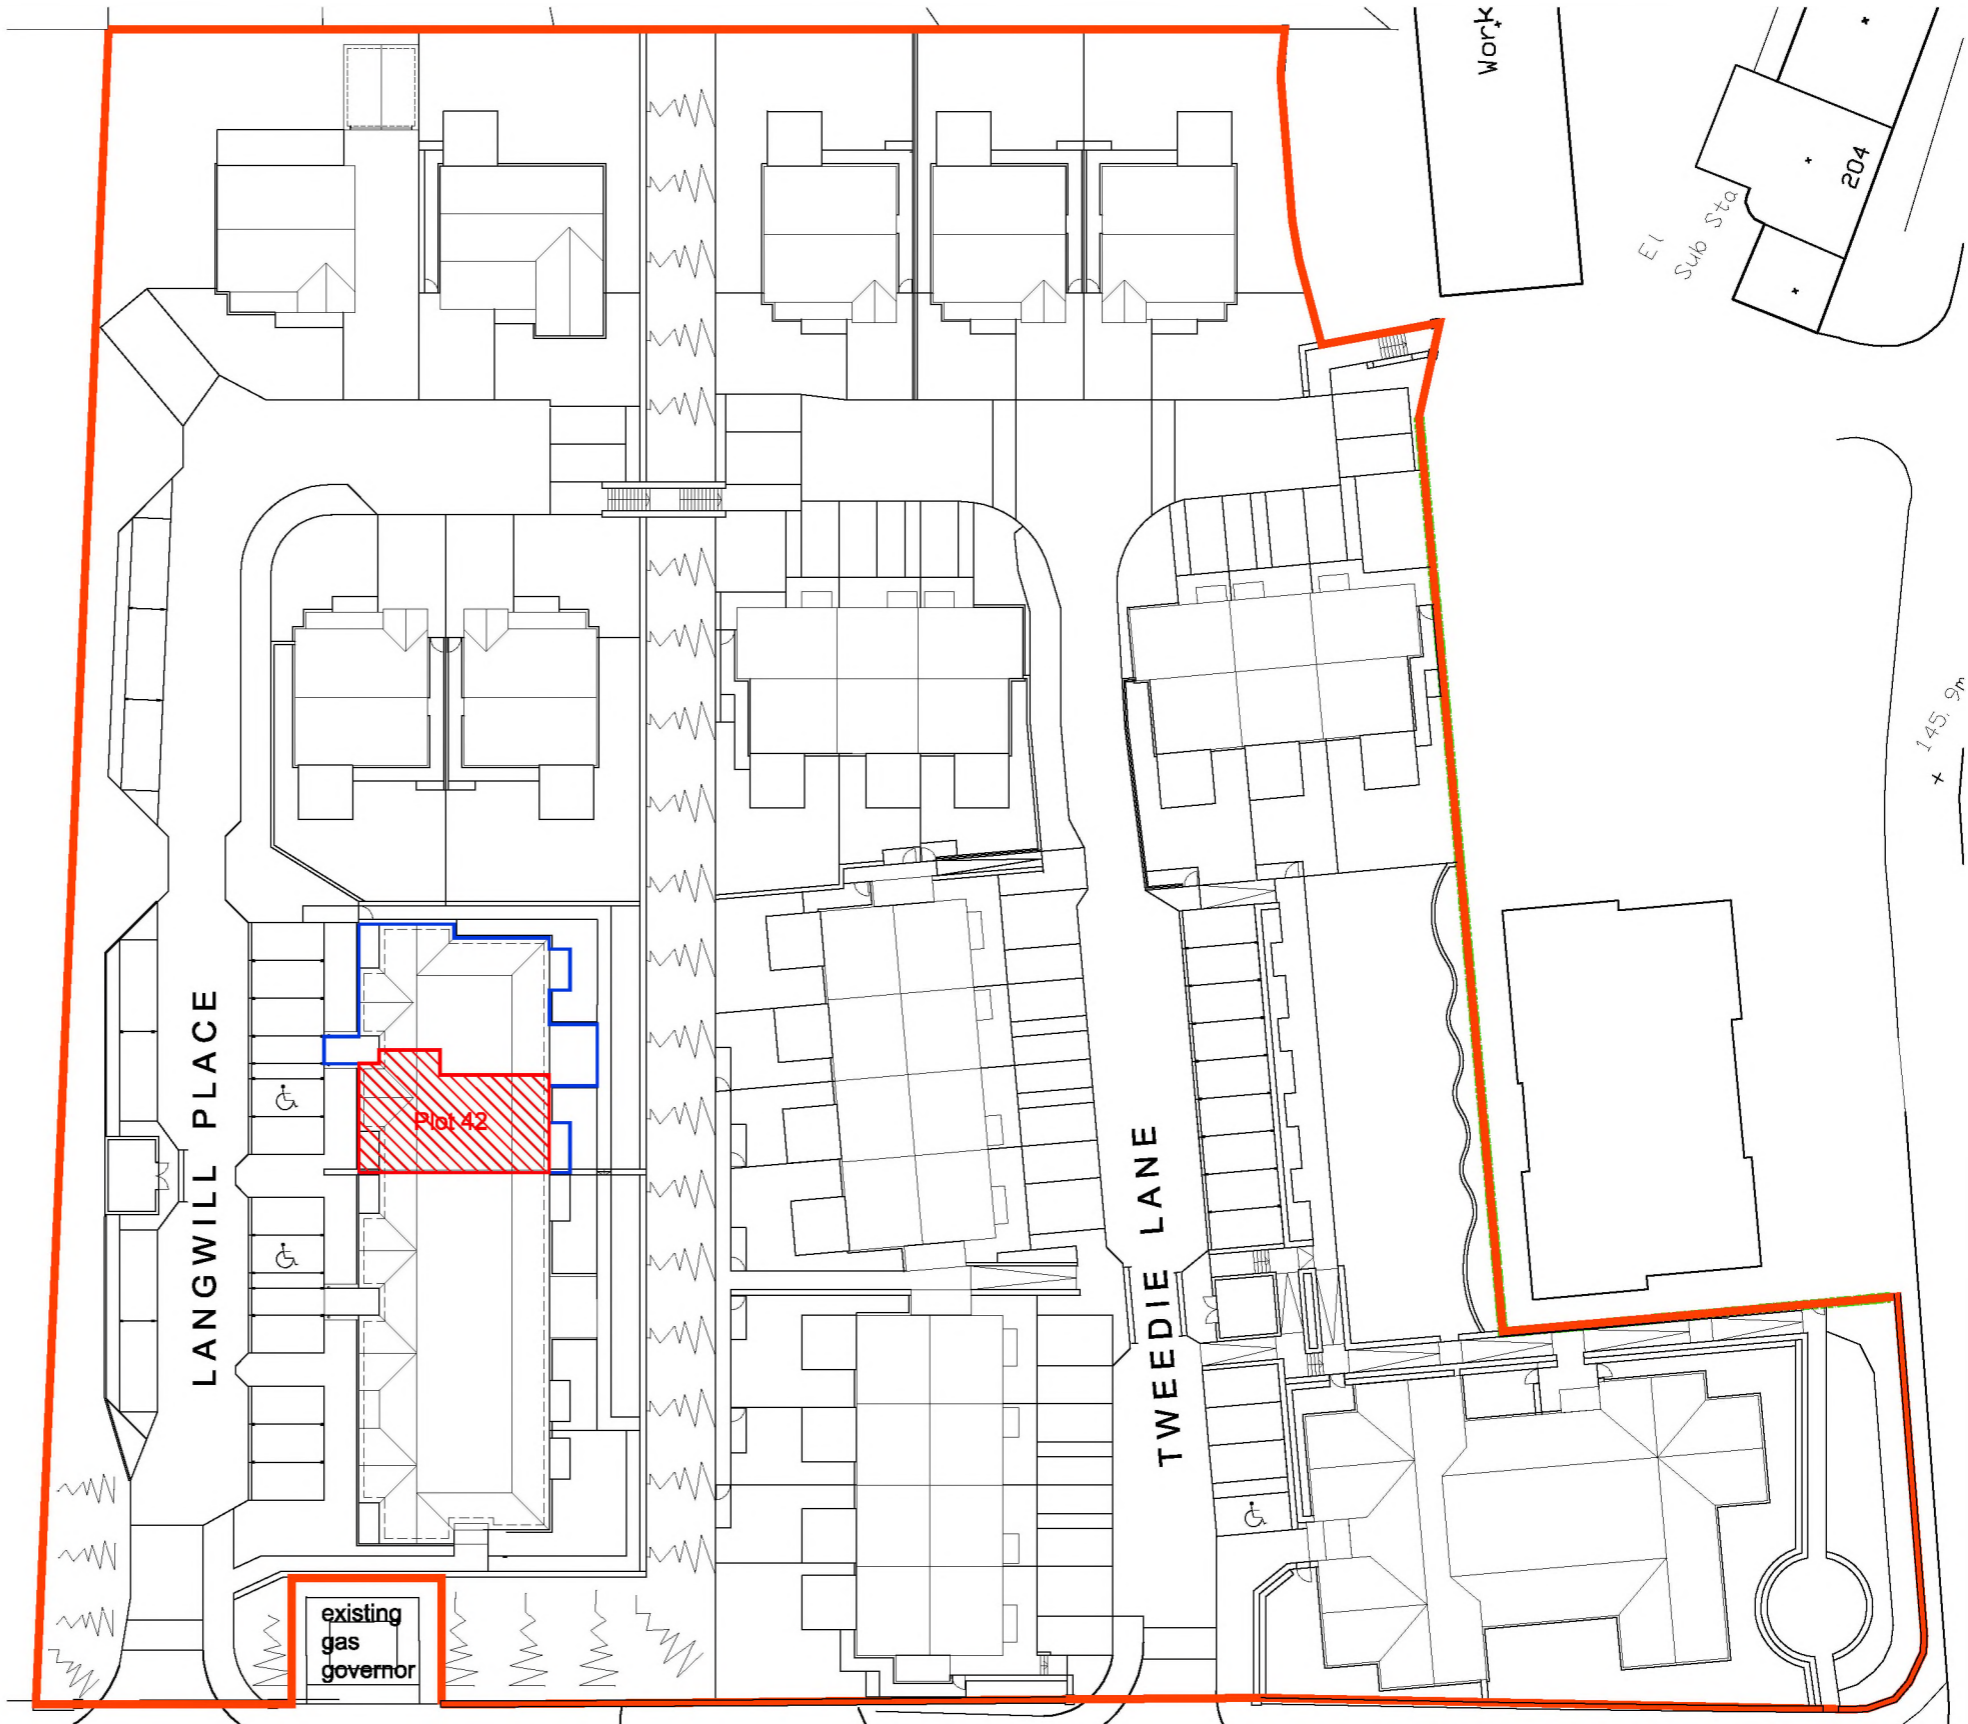 Work
204
El
Sub Sta
145.9m
LANGWILL PLACE
Plot 42
TWEEDIE LANE
existing
gas
governor